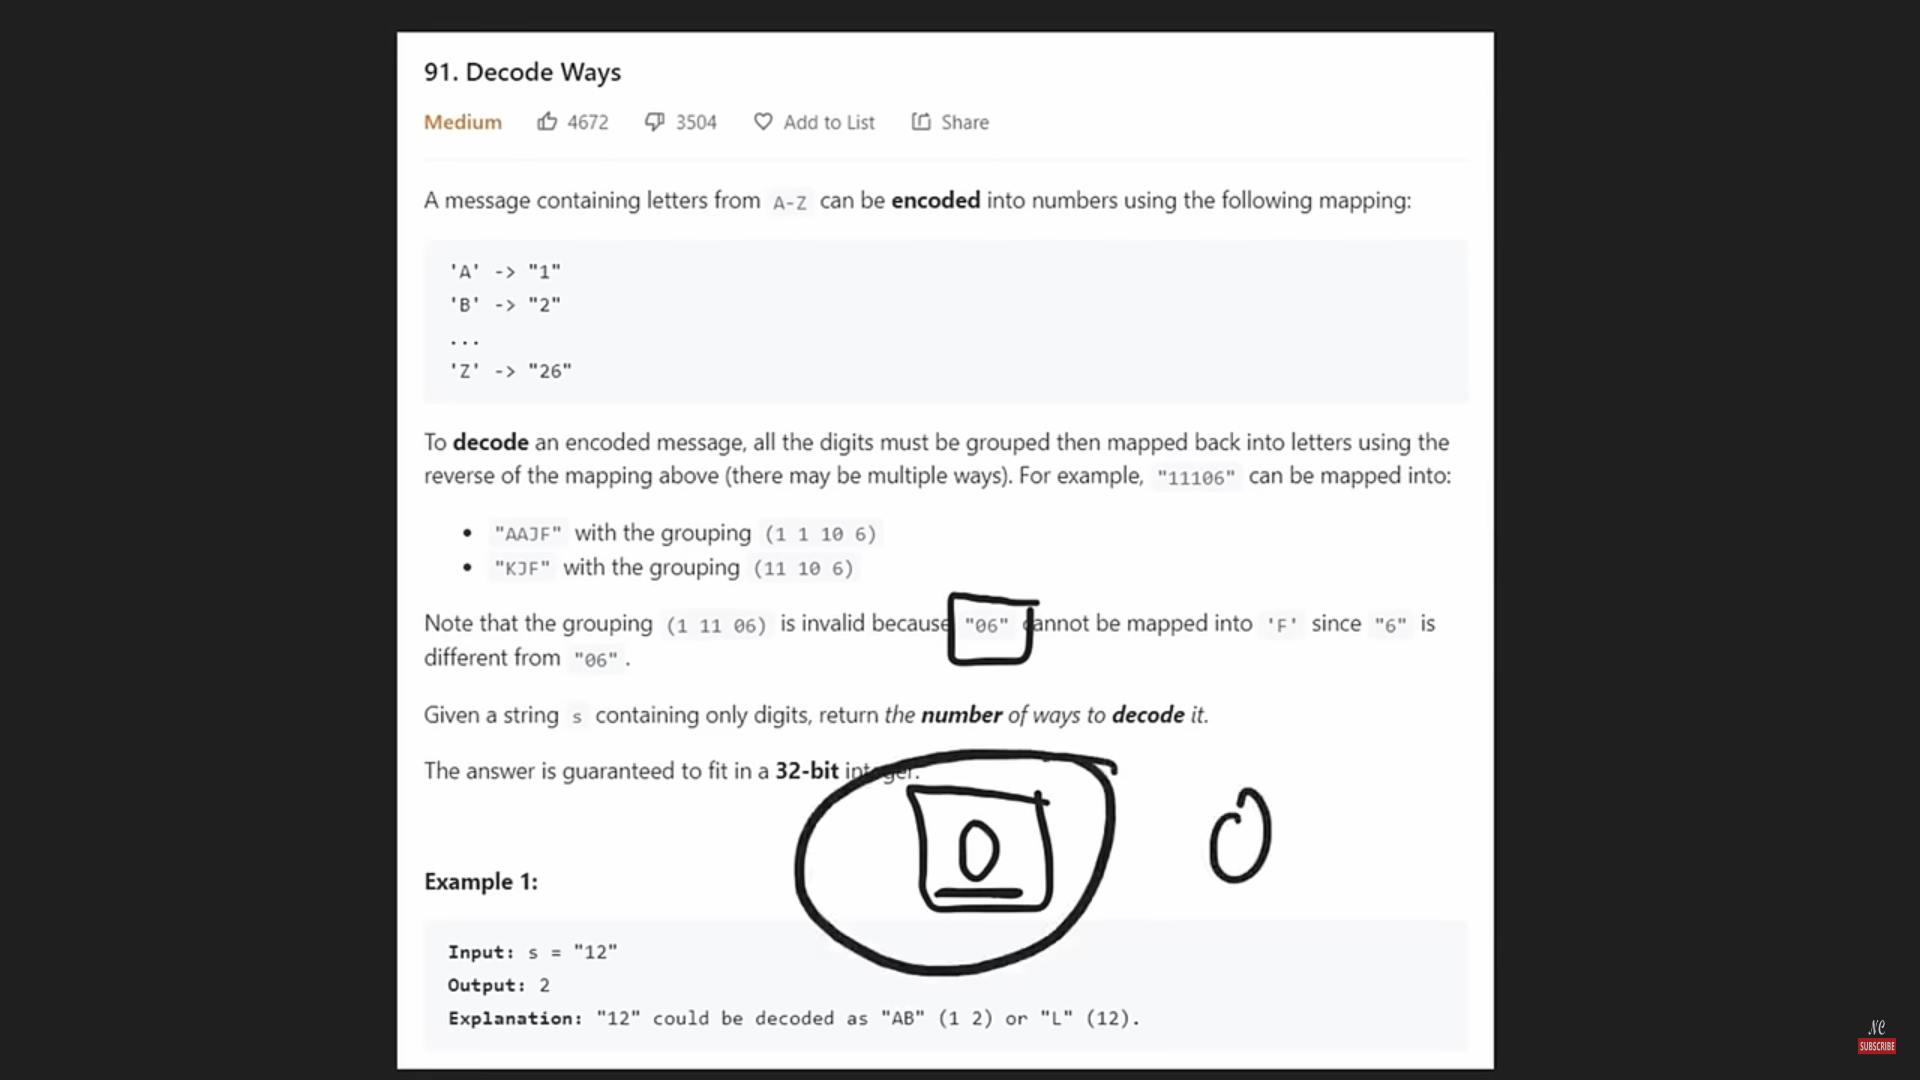 91. Decode Ways
Medium 4672 3504 Add to List Share
A message containing letters from A-Z can be encoded into numbers using the following mapping:
'A' -> "1"
'B' -> "2"
...
'Z' -> "26"
To decode an encoded message, all the digits must be grouped then mapped back into letters using the
reverse of the mapping above (there may be multiple ways). For example, "11106" can be mapped into:
• "AAJF" with the grouping (1 1 10 6)
• "KJF" with the grouping (11 10 6)
Note that the grouping (1 11 06) is invalid because "06" cannot be mapped into 'F' since "6" is
different from "06".
Given a string s containing only digits, return the number of ways to decode it.
The answer is guaranteed to fit in a 32-bit integer.
0 0
Example 1:
Input: s = "12"
Output: 2
Explanation: "12" could be decoded as "AB" (1 2) or "L" (12).
NC
SUBSCRIBE